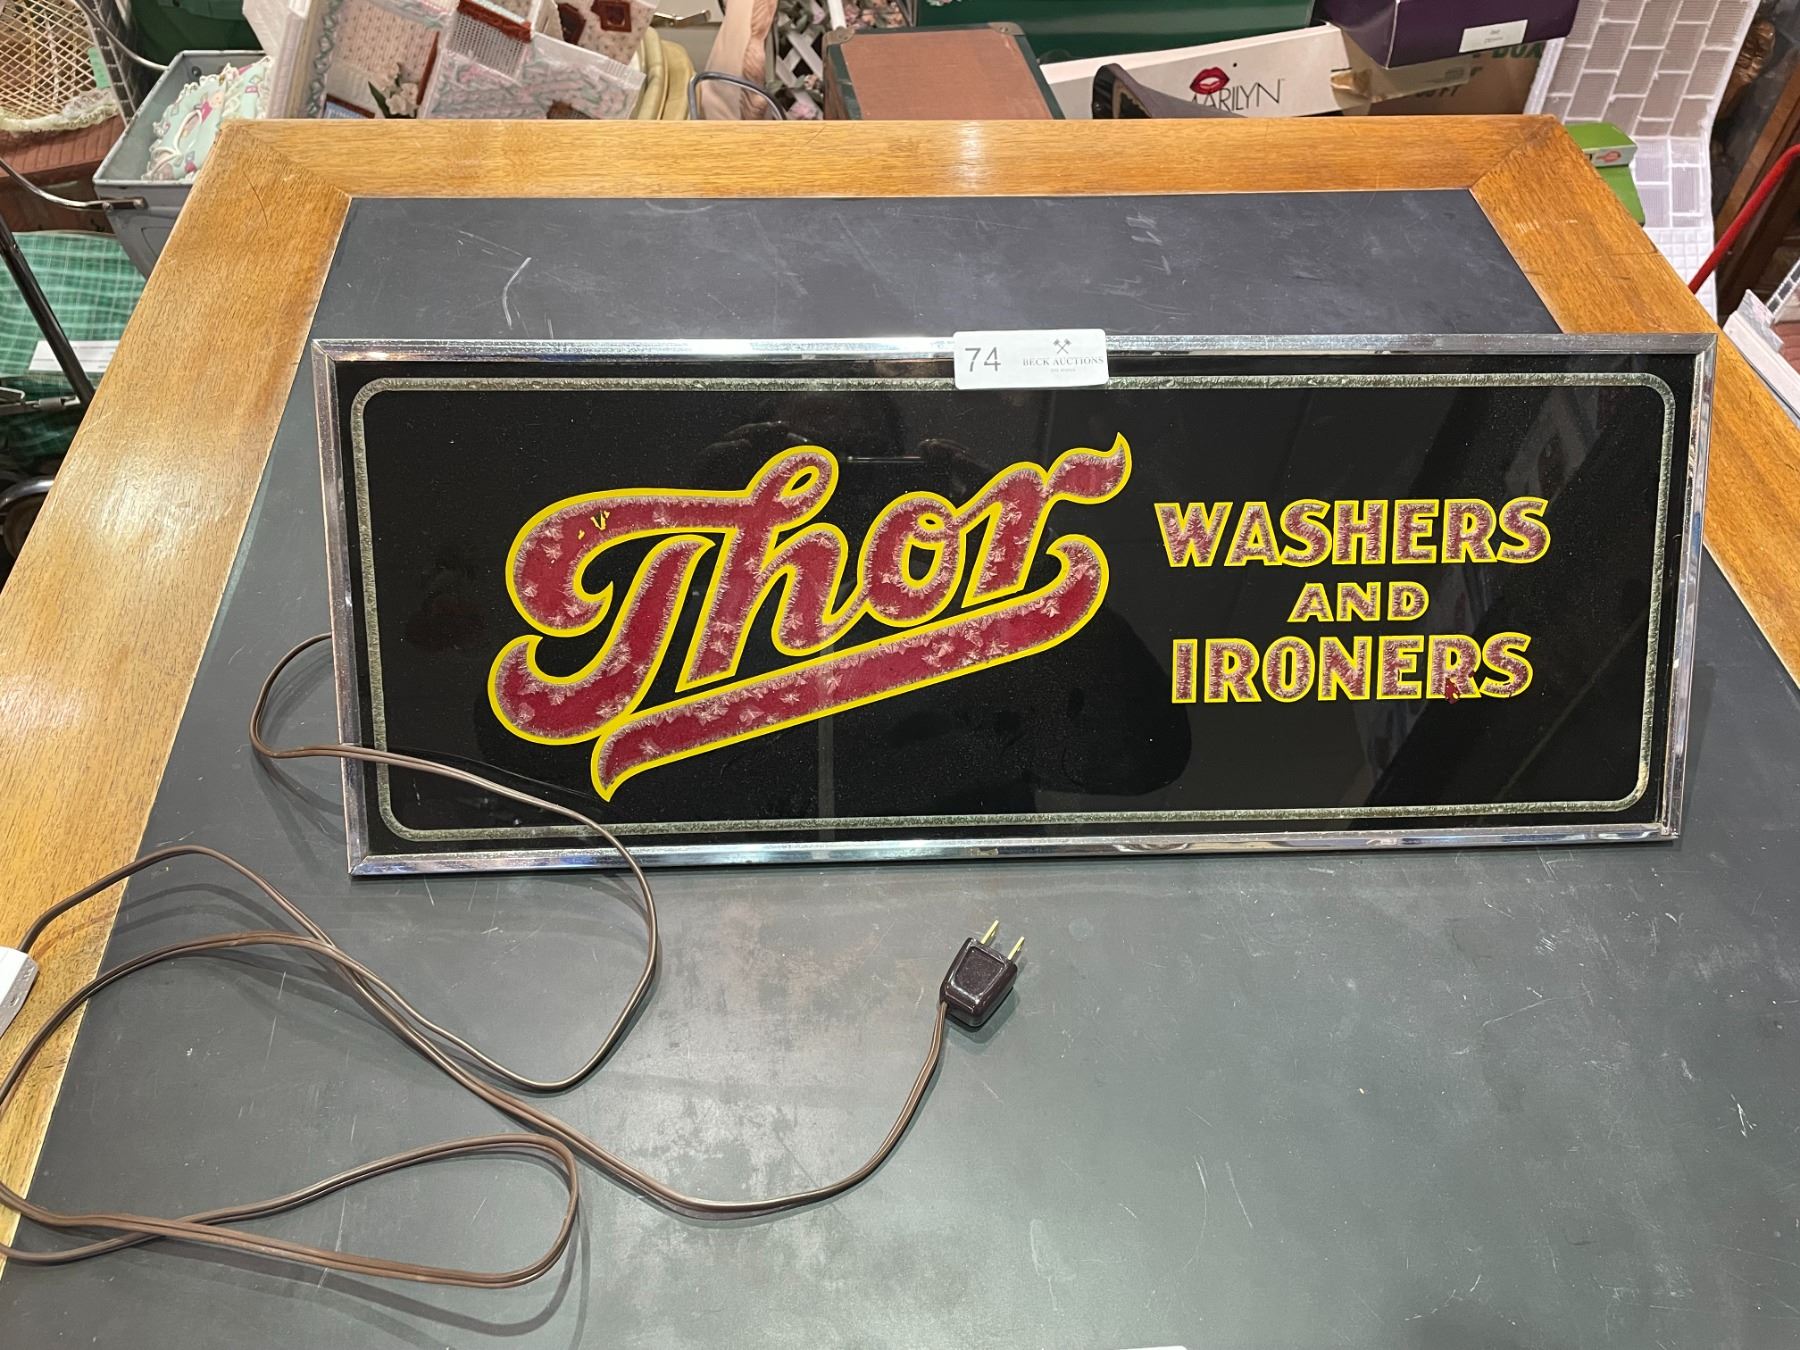 MARILYN
74
BECK AUCTIONS
Thor
WASHERS
AND
IRONERS